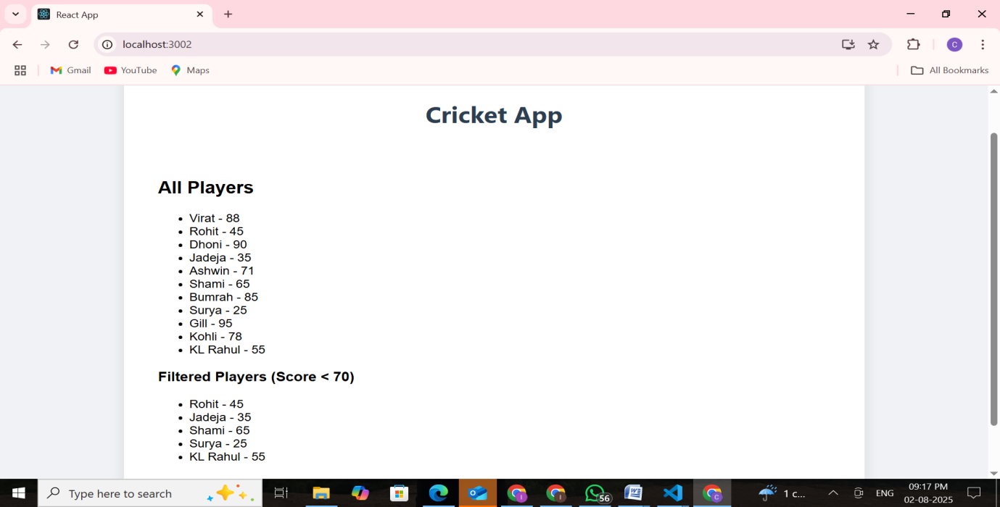 React App
localhost:3002
C
Gmail
YouTube
Maps
All Bookmarks
Cricket App
All Players
Virat - 88
Rohit - 45
Dhoni - 90
Jadeja - 35
Ashwin - 71
Shami - 65
Bumrah - 85
Surya - 25
Gill - 95
Kohli - 78
KL Rahul - 55
Filtered Players (Score < 70)
Rohit - 45
Jadeja - 35
Shami - 65
Surya - 25
KL Rahul - 55
Type here to search
56
1 c...
ENG
09:17 PM
02-08-2025